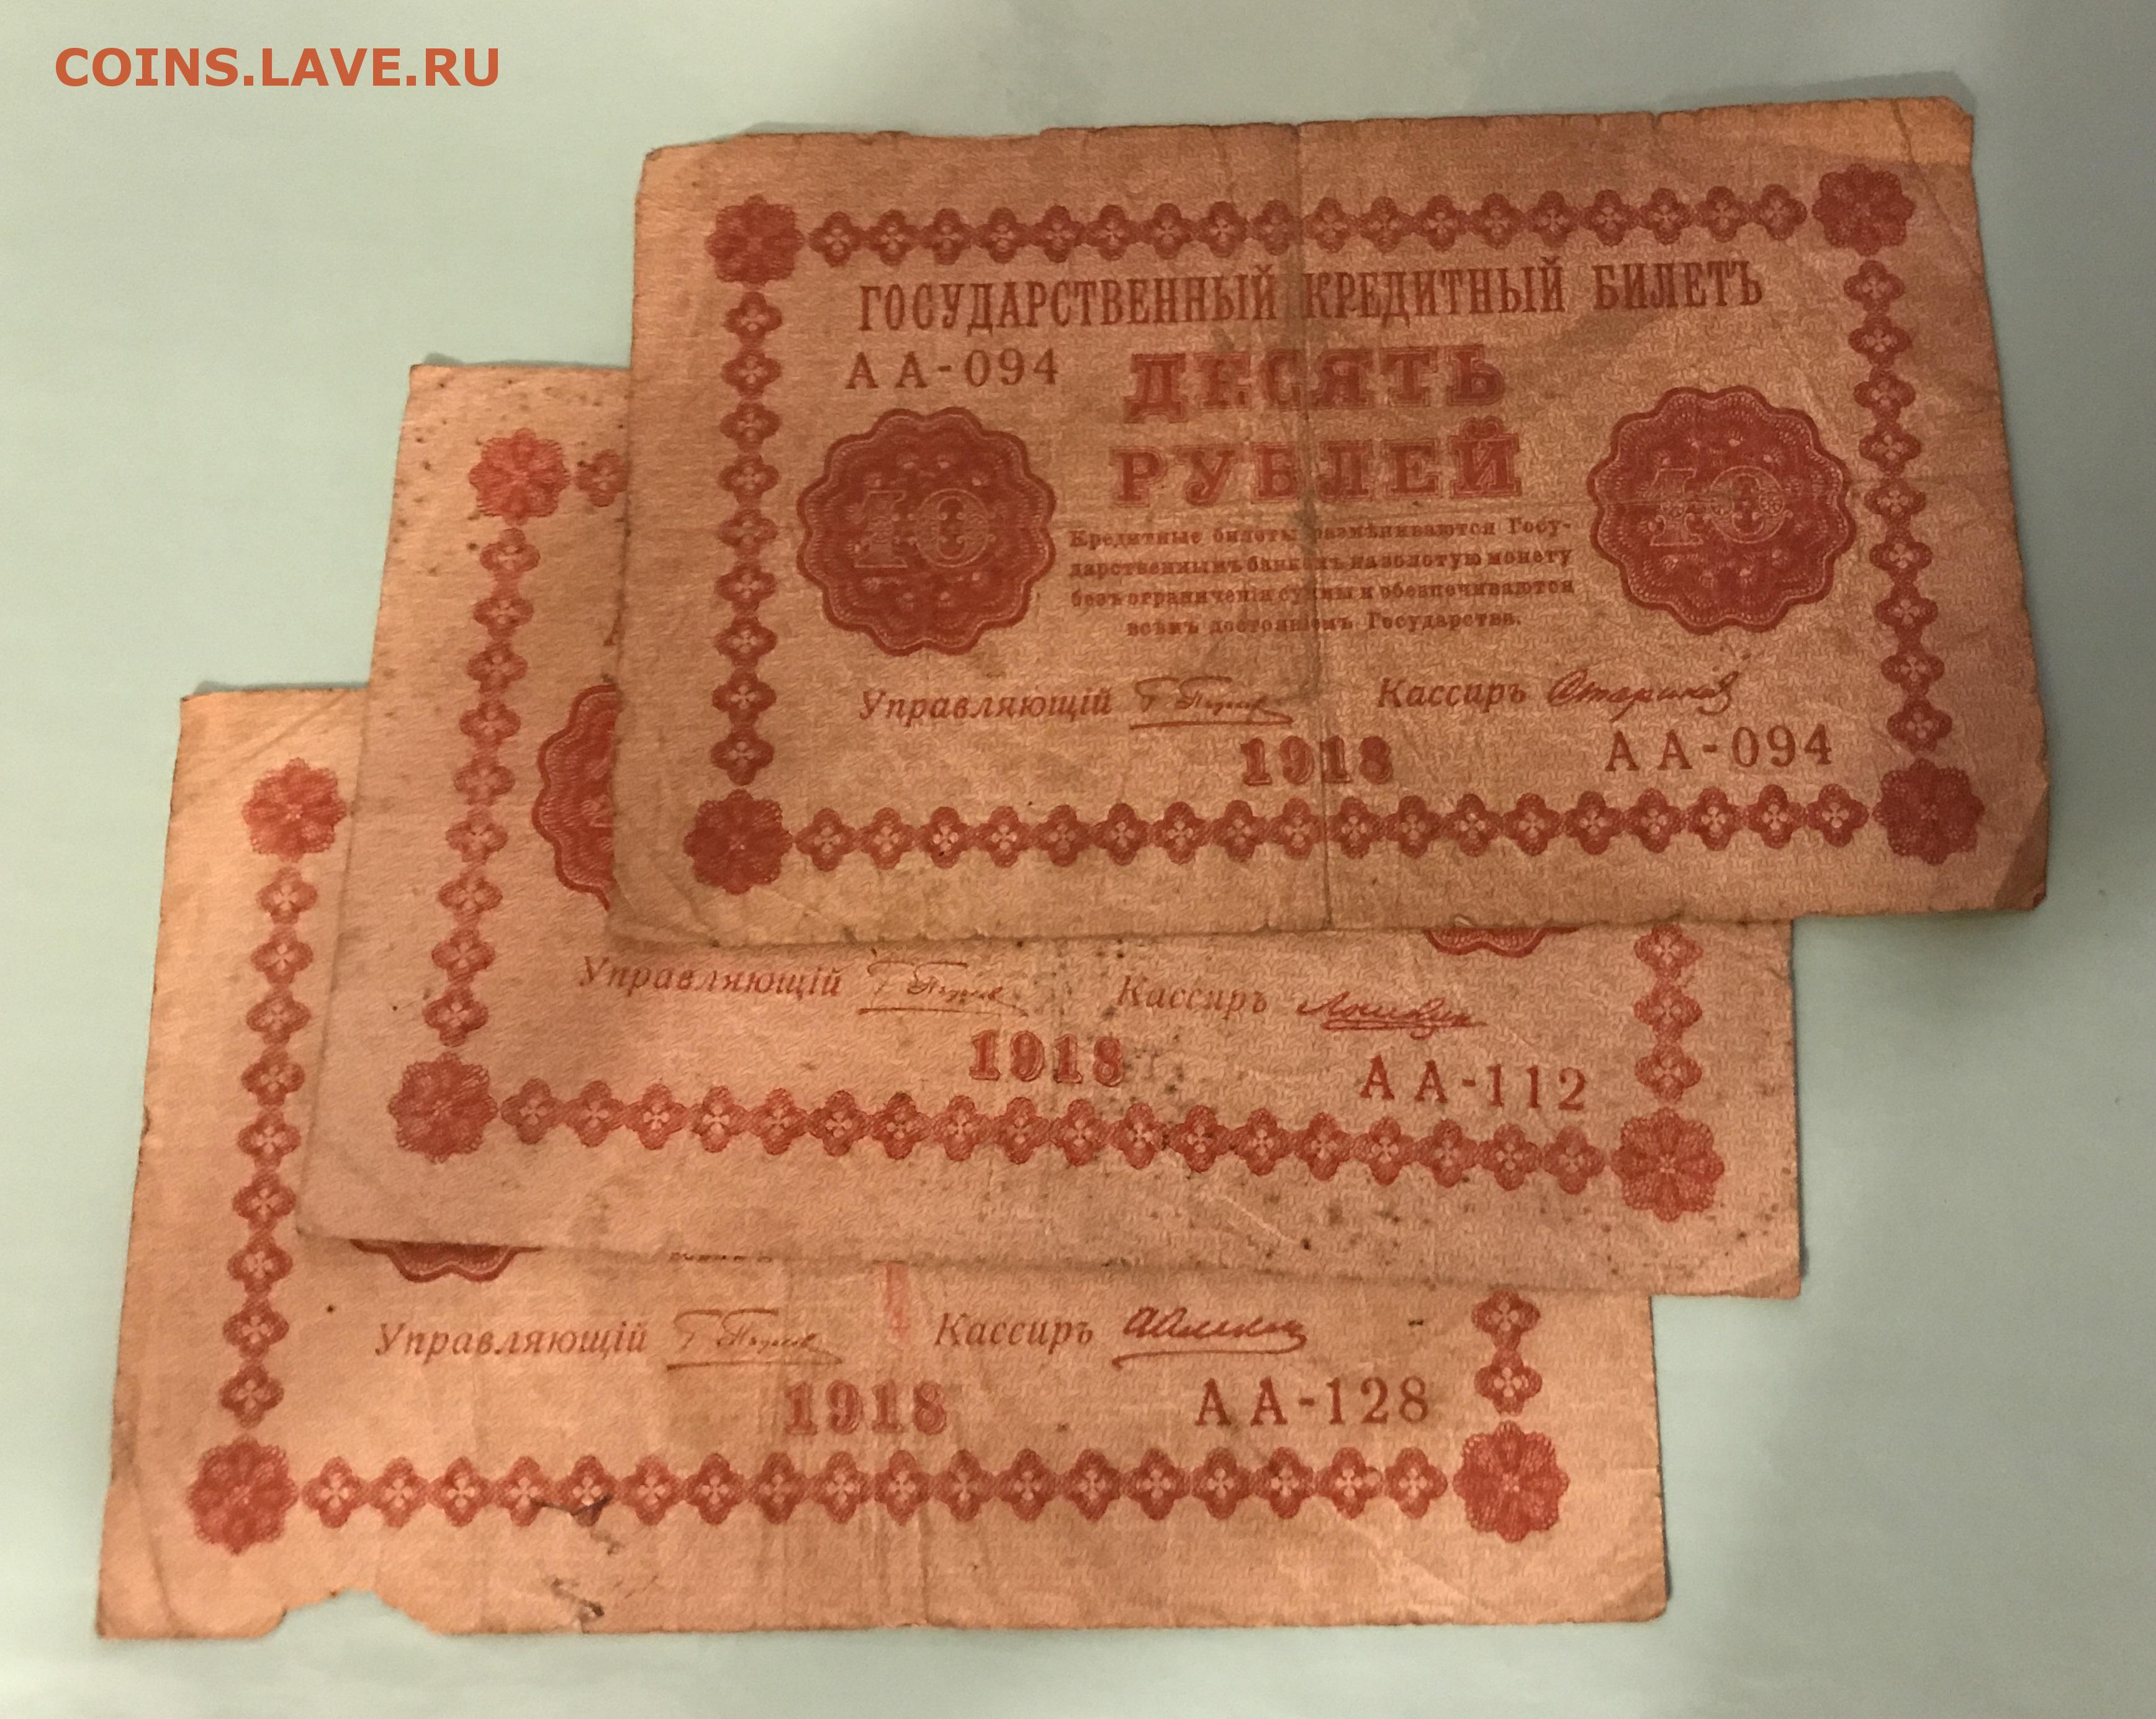 COINS.LAVE.RU
ГОСУДАРСТВЕННЫЙ КРЕДИТНЫЙ БИЛЕТЪ
АА-094
ДЕСЯТЬ
РУБЛЕЙ
10
10
Кредитные билеты размѣниваются Госу-
дарственнымъ банкомъ на золотую монету
безъ ограниченія суммы и обезпечиваются
всѣмъ достояніемъ Государства.
Управляющій Кассиръ
1918
АА-094
Управляющій Кассиръ
1918
АА-112
Управляющій Кассиръ
1918
АА-128